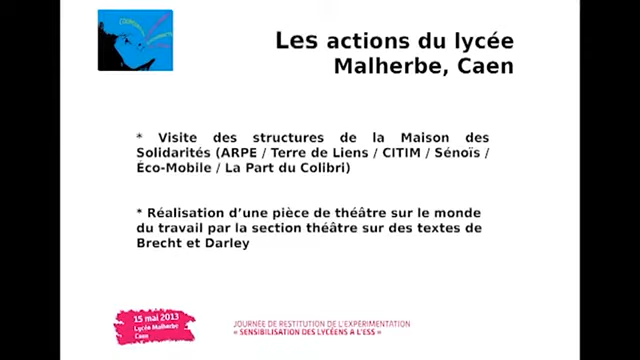 Les actions du lycée
Malherbe, Caen
* Visite des structures de la Maison des
Solidarités (ARPE / Terre de Liens / CITIM / Sénoïs /
Éco-Mobile / La Part du Colibri)
* Réalisation d’une pièce de théâtre sur le monde
du travail par la section théâtre sur des textes de
Brecht et Darley
15 mai 2013
Lycée Malherbe
Caen
JOURNÉE DE RESTITUTION DE L'EXPÉRIMENTATION
« SENSIBILISATION DES LYCÉENS A L'ESS »